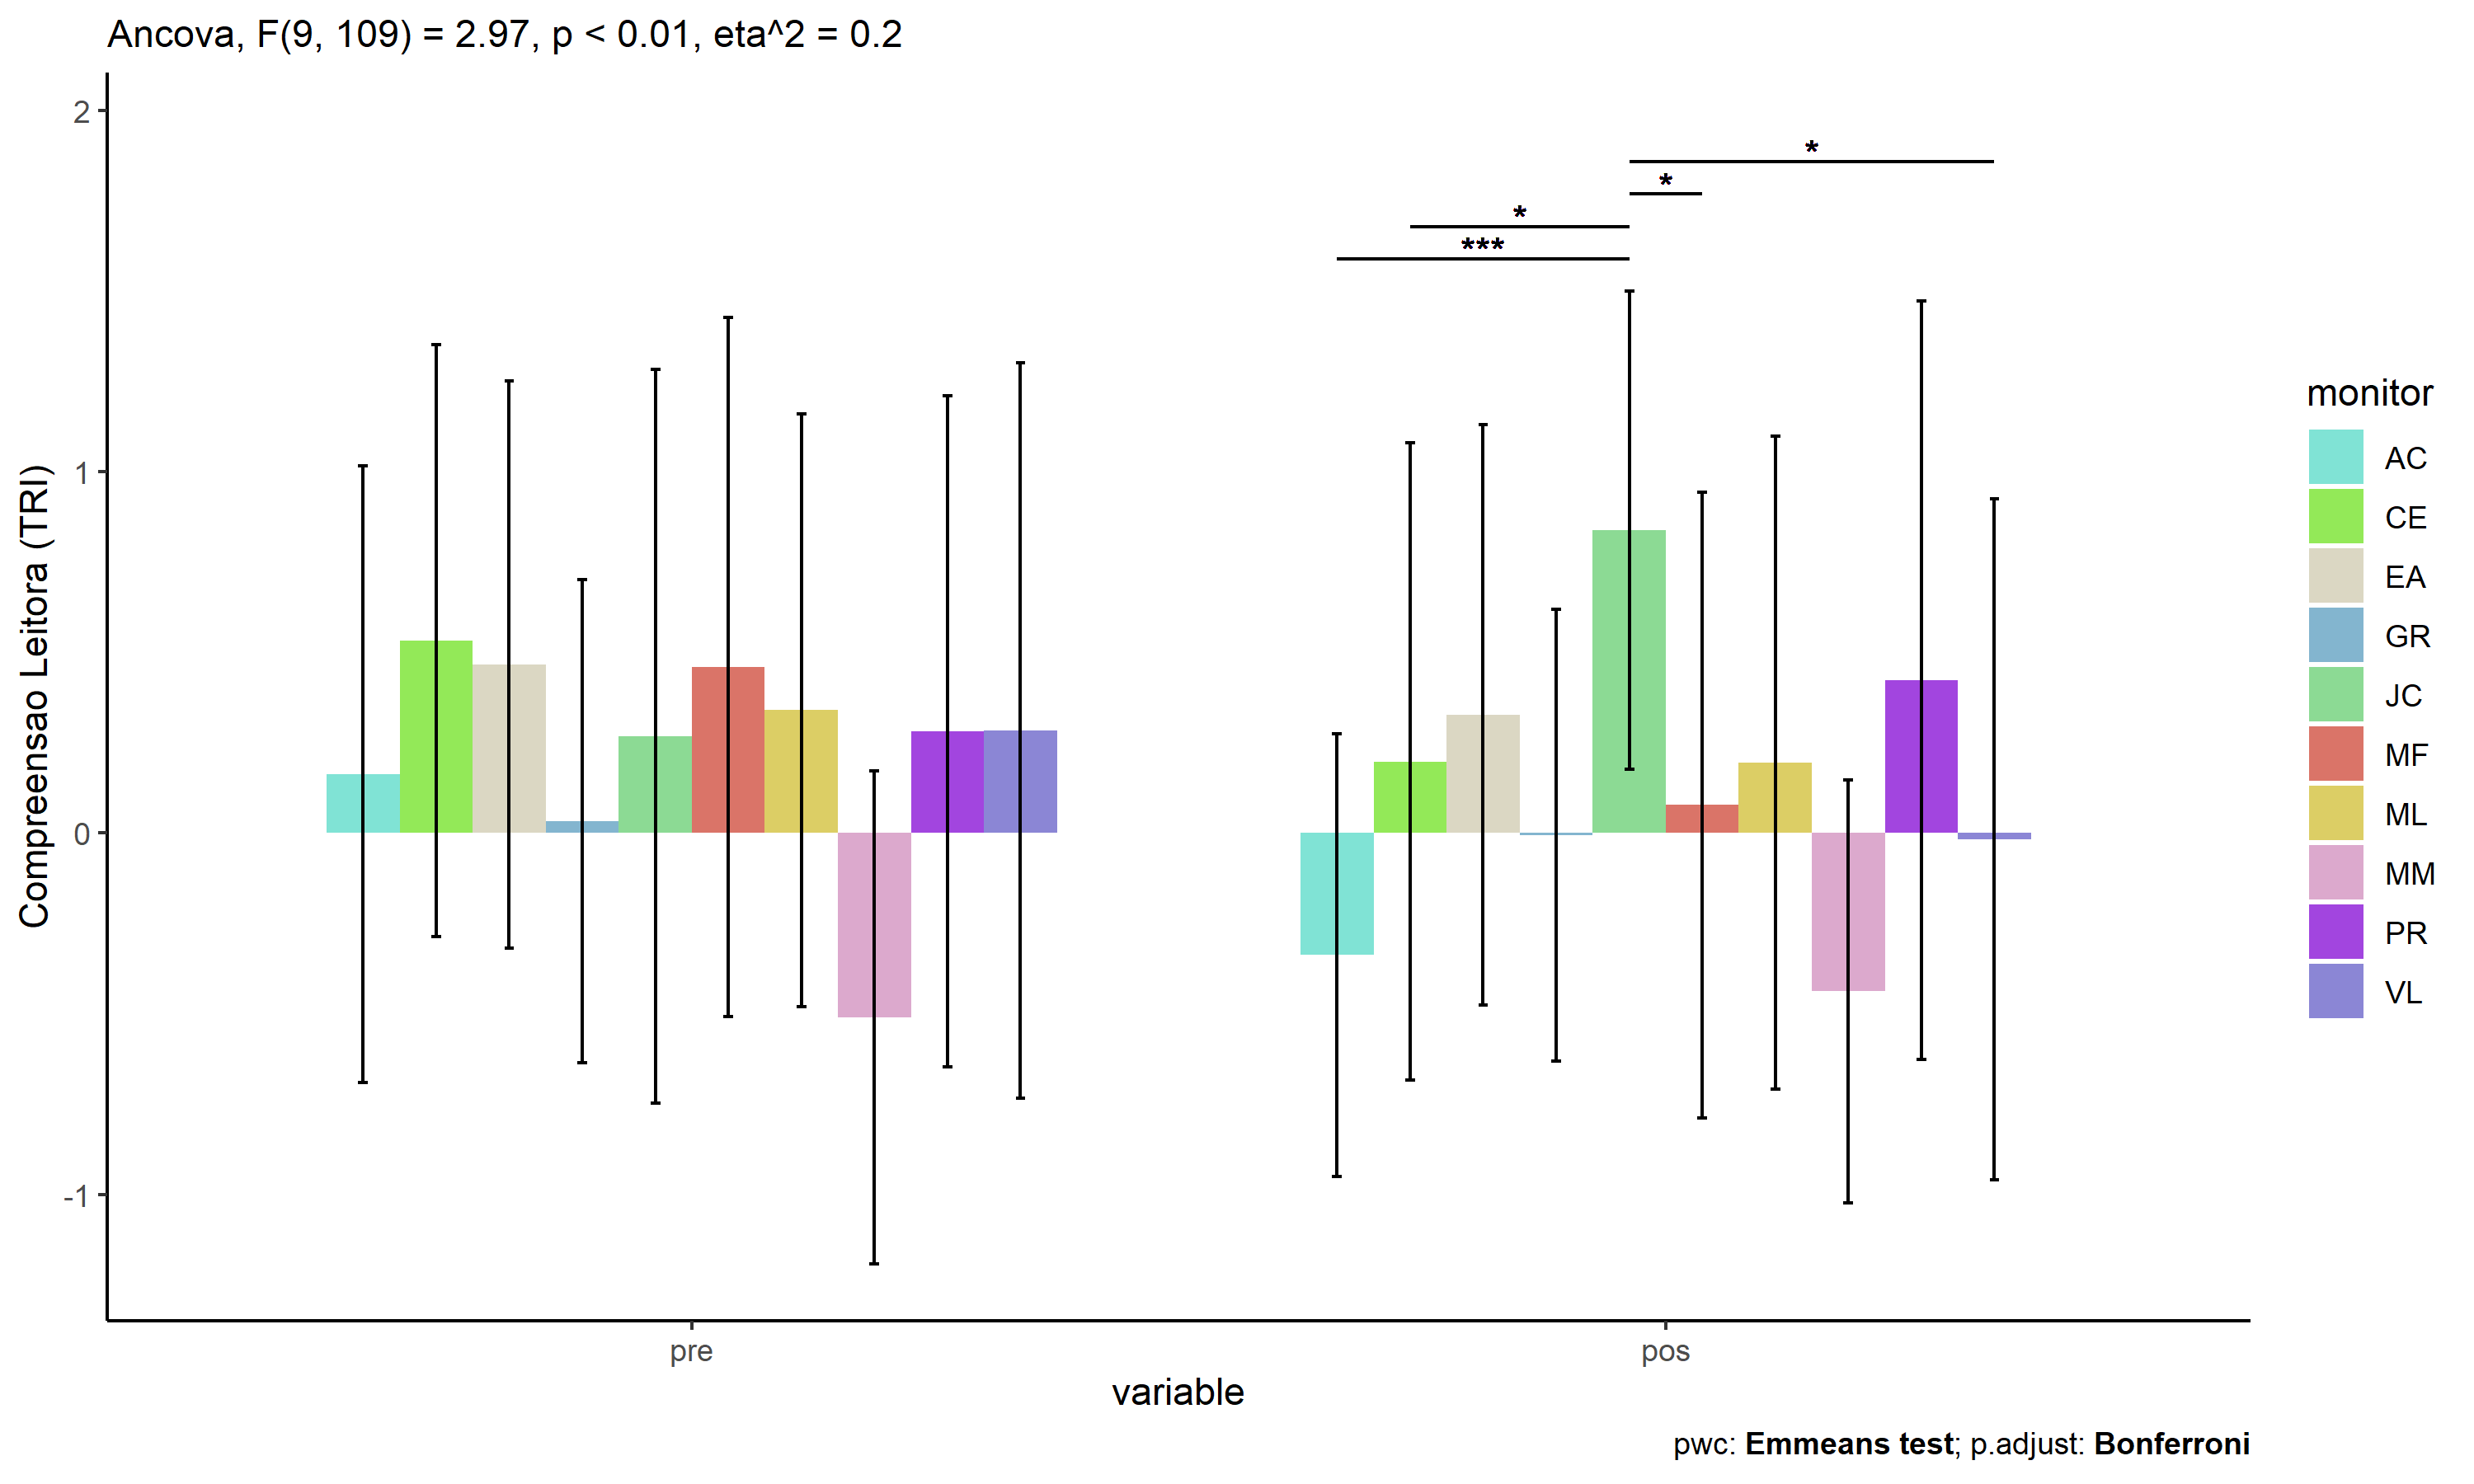 Ancova, F(9, 109) = 2.97, p < 0.01, eta^2 = 0.2
Compreensao Leitora (TRI)
2
1
0
-1
*
*
*
***
pre
pos
variable
monitor
AC
CE
EA
GR
JC
MF
ML
MM
PR
VL
pwc: Emmeans test; p.adjust: Bonferroni